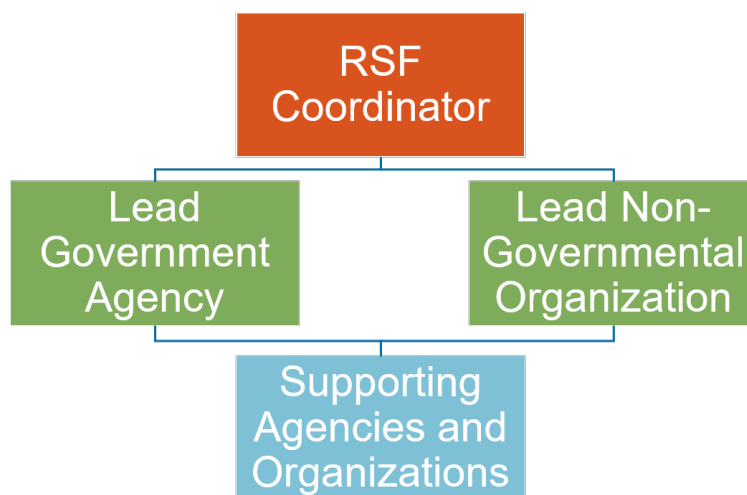 RSF
Coordinator
Lead
Government
Agency
Lead Non-
Governmental
Organization
Supporting
Agencies and
Organizations